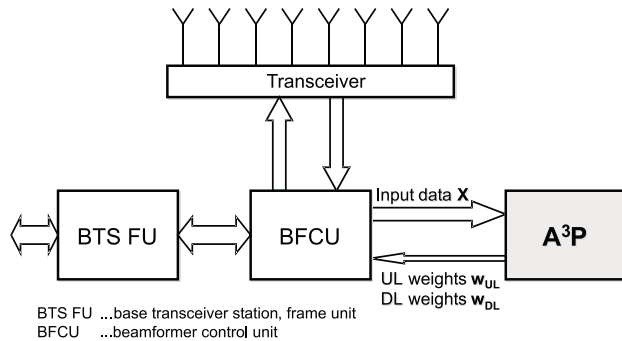 Transceiver
Input data X
BTS FU
BFCU
A³P
UL weights w_UL
DL weights w_DL
BTS FU ...base transceiver station, frame unit
BFCU ...beamformer control unit